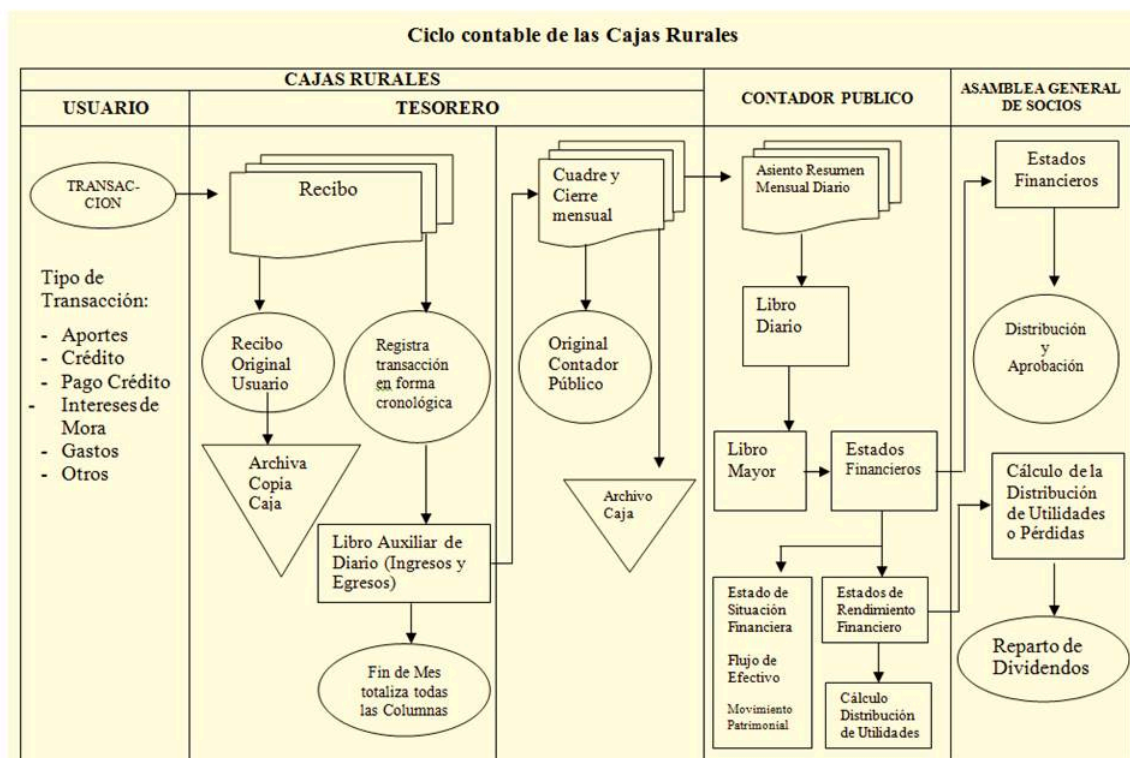 Ciclo contable de las Cajas Rurales
CAJAS RURALES
USUARIO
TESORERO
CONTADOR PUBLICO
ASAMBLEA GENERAL
DE SOCIOS
TRANSAC-
CION
Tipo de
Transacción:
- Aportes
- Crédito
- Pago Crédito
- Intereses de
Mora
- Gastos
- Otros
Recibo
Recibo
Original
Usuario
Archiva
Copia
Caja
Registra
transacción
en forma
cronológica
Libro Auxiliar de
Diario (Ingresos y
Egresos)
Fin de Mes
totaliza todas
las Columnas
Cuadre y
Cierre
mensual
Original
Contador
Público
Archivo
Caja
Asiento Resumen
Mensual Diario
Libro
Diario
Libro
Mayor
Estados
Financieros
Estado de
Situación
Financiera
Flujo de
Efectivo
Movimiento
Patrimonial
Estados de
Rendimiento
Financiero
Cálculo
Distribución
de Utilidades
Estados
Financieros
Distribución
y
Aprobación
Cálculo de la
Distribución
de Utilidades
o Pérdidas
Reparto de
Dividendos